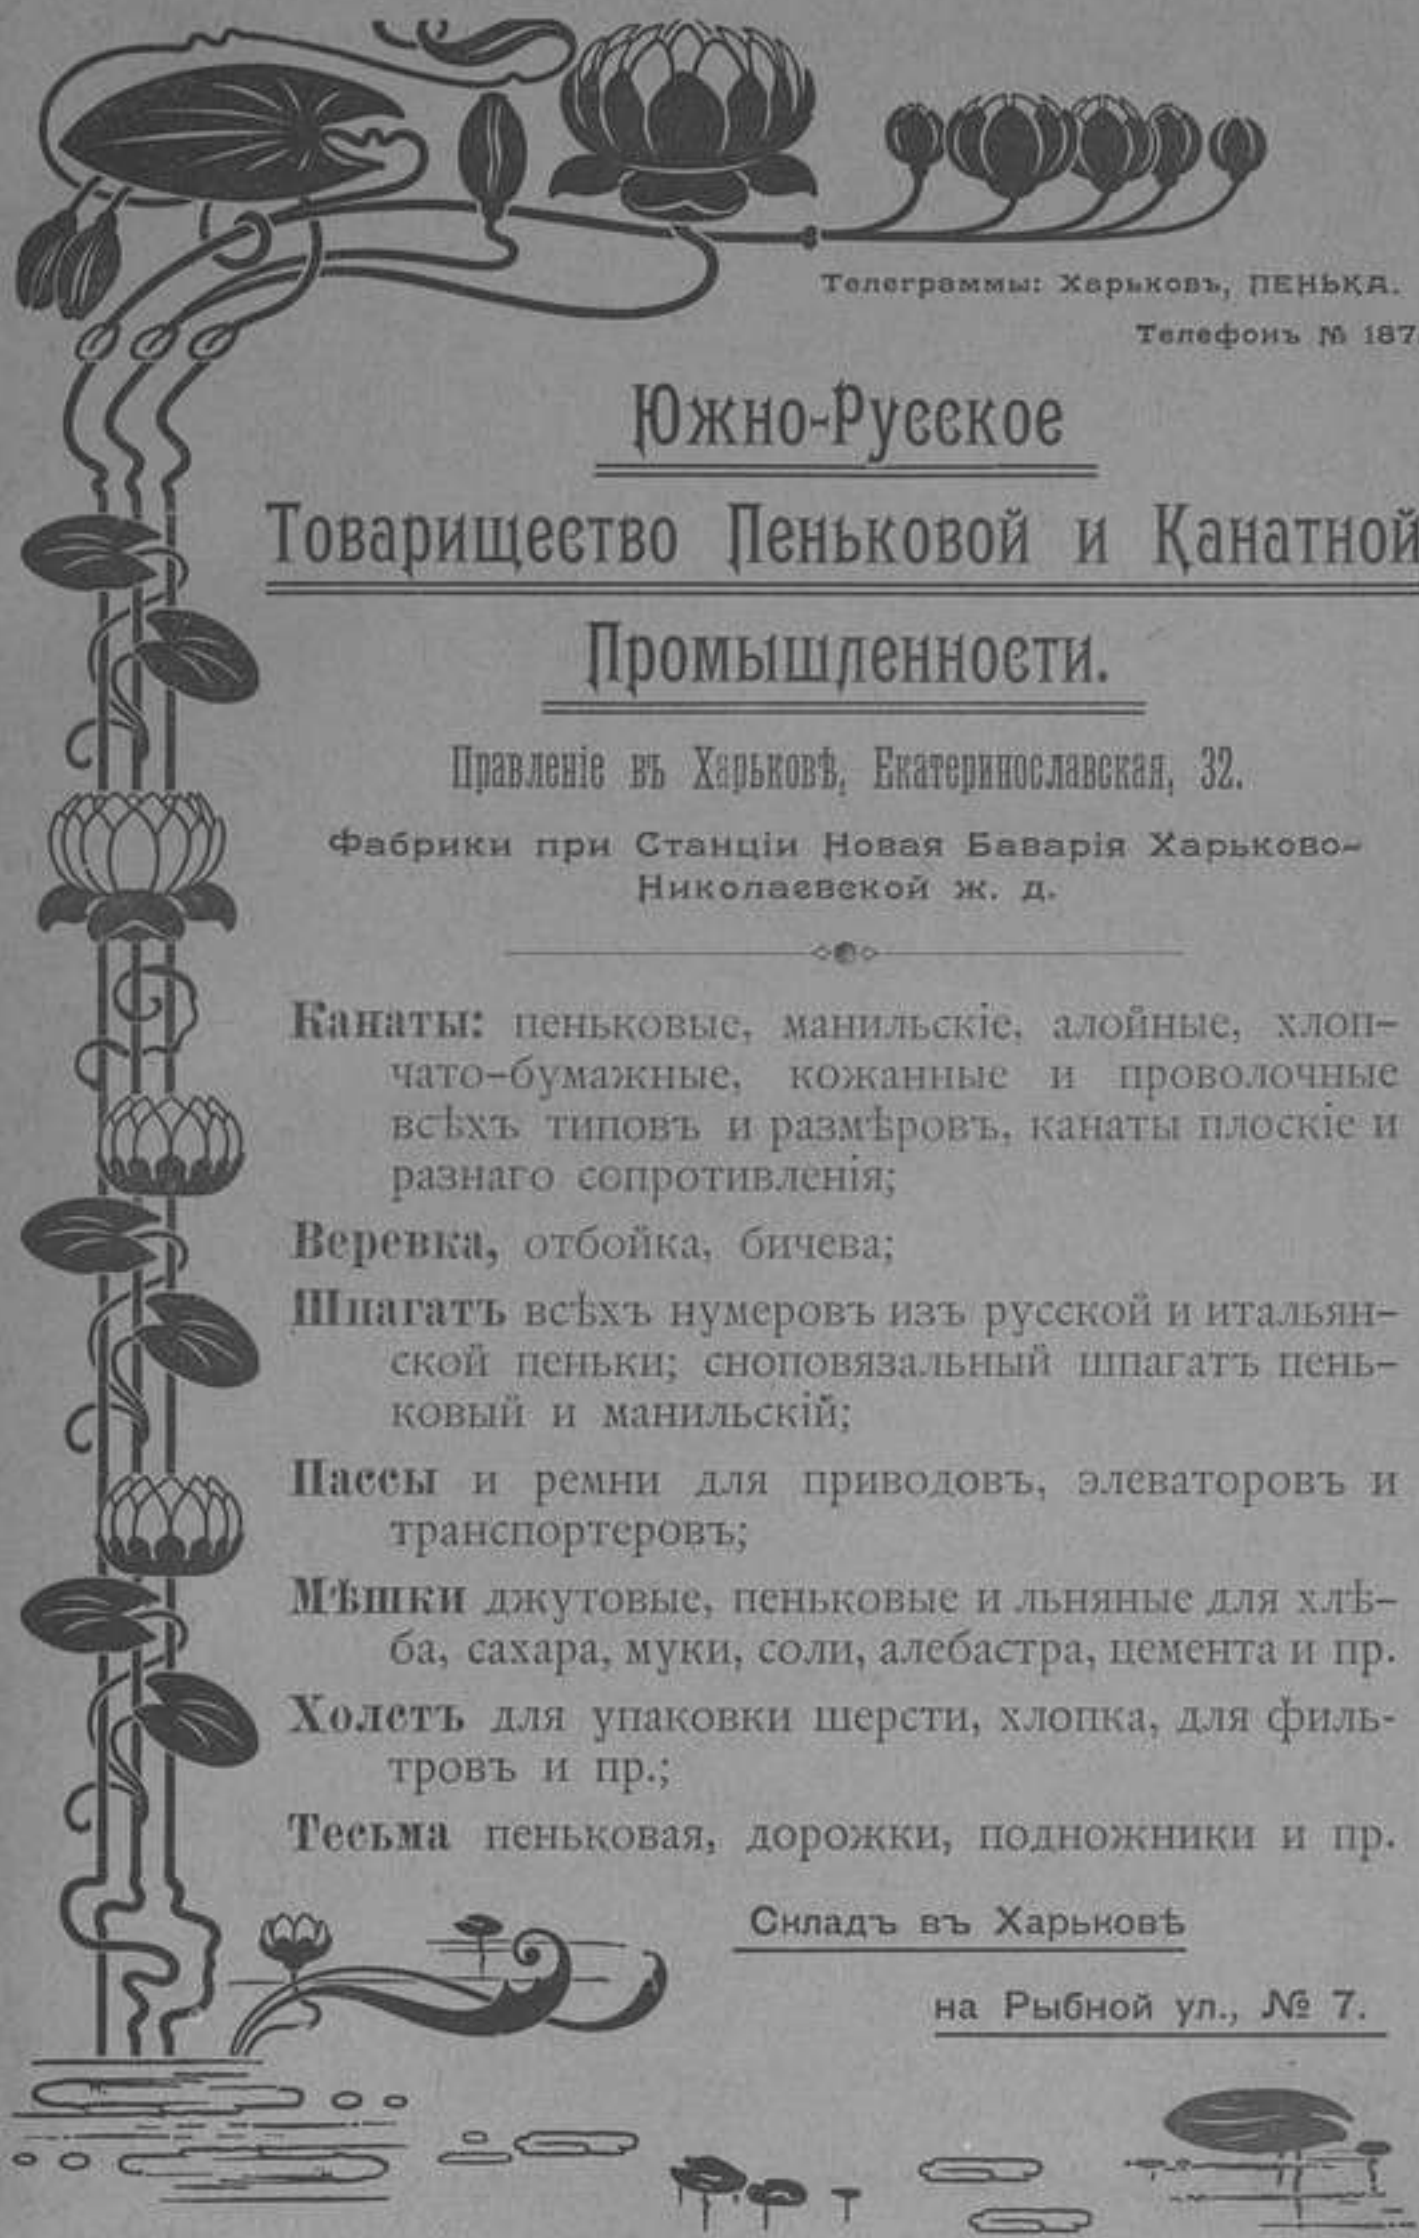 Телеграммы: Харьковъ, ПЕНЬКА.
Телефонъ № 187
Южно-Русское
Товарищество Пеньковой и Канатной
Промышленности.
Правленіе въ Харьковѣ, Екатеринославская, 32.
Фабрики при Станціи Новая Баварія Харьково-
Николаевской ж. д.
Канаты: пеньковые, манильскіе, алойные, хлоп-
чато-бумажные, кожанные и проволочные
всѣхъ типовъ и размѣровъ, канаты плоскіе и
разнаго сопротивленія;
Веревка, отбойка, бичева;
Шпагатъ всѣхъ нумеровъ изъ русской и итальян-
ской пеньки; сноповязальный шпагатъ пень-
ковый и манильскій;
Пассы и ремни для приводовъ, элеваторовъ и
транспортеровъ;
Мѣшки джутовые, пеньковые и льняные для хлѣ-
ба, сахара, муки, соли, алебастра, цемента и пр.
Холстъ для упаковки шерсти, хлопка, для филь-
тровъ и пр.;
Тесьма пеньковая, дорожки, подножники и пр.
Складъ въ Харьковѣ
на Рыбной ул., № 7.